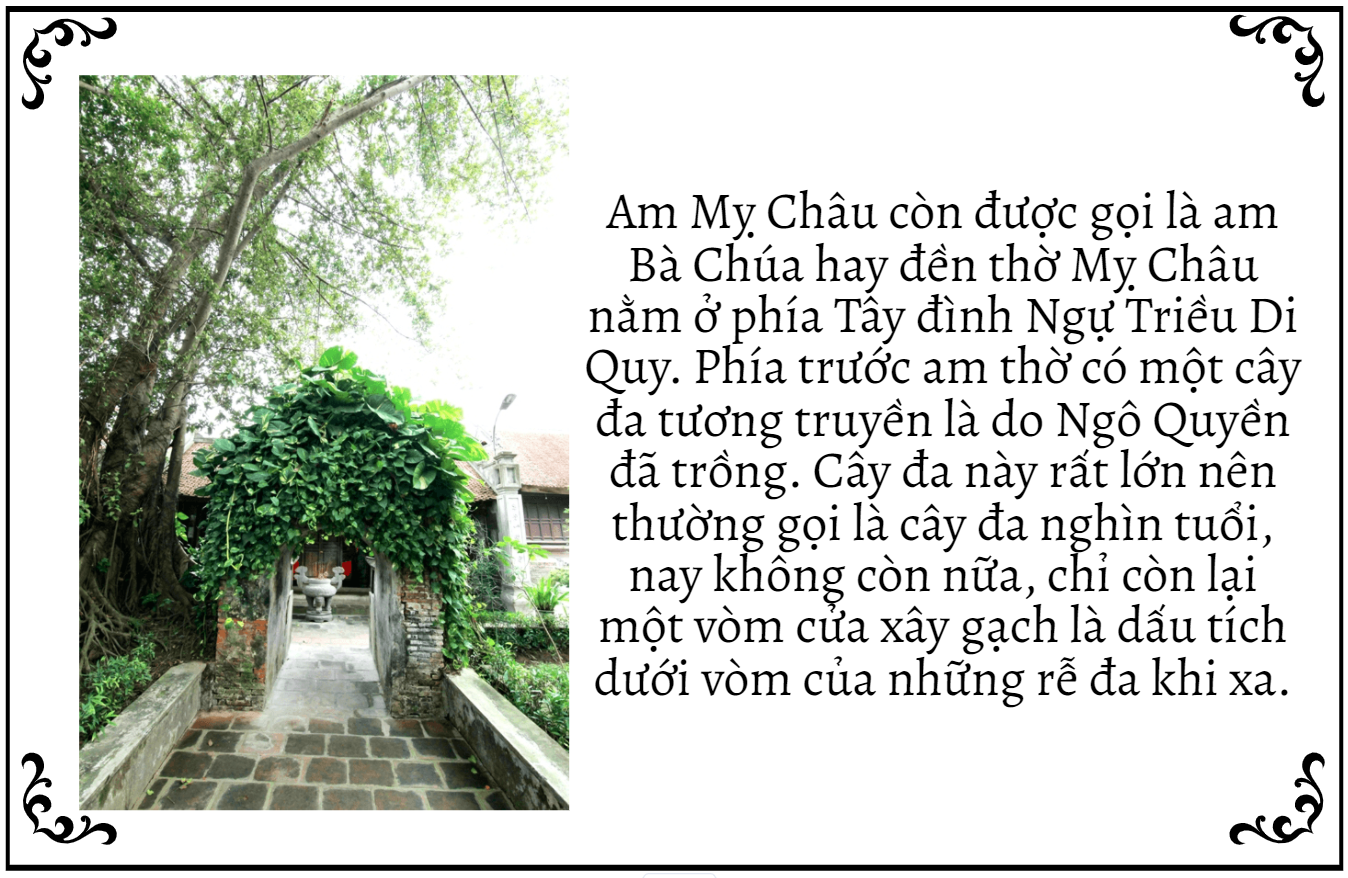 Am Mỵ Châu còn được gọi là am
Bà Chúa hay đền thờ Mỵ Châu
nằm ở phía Tây đình Ngự Triều Di
Quy. Phía trước am thờ có một cây
đa tương truyền là do Ngô Quyền
đã trồng. Cây đa này rất lớn nên
thường gọi là cây đa nghìn tuổi,
nay không còn nữa, chỉ còn lại
một vòm cửa xây gạch là dấu tích
dưới vòm của những rễ đa khi xa.